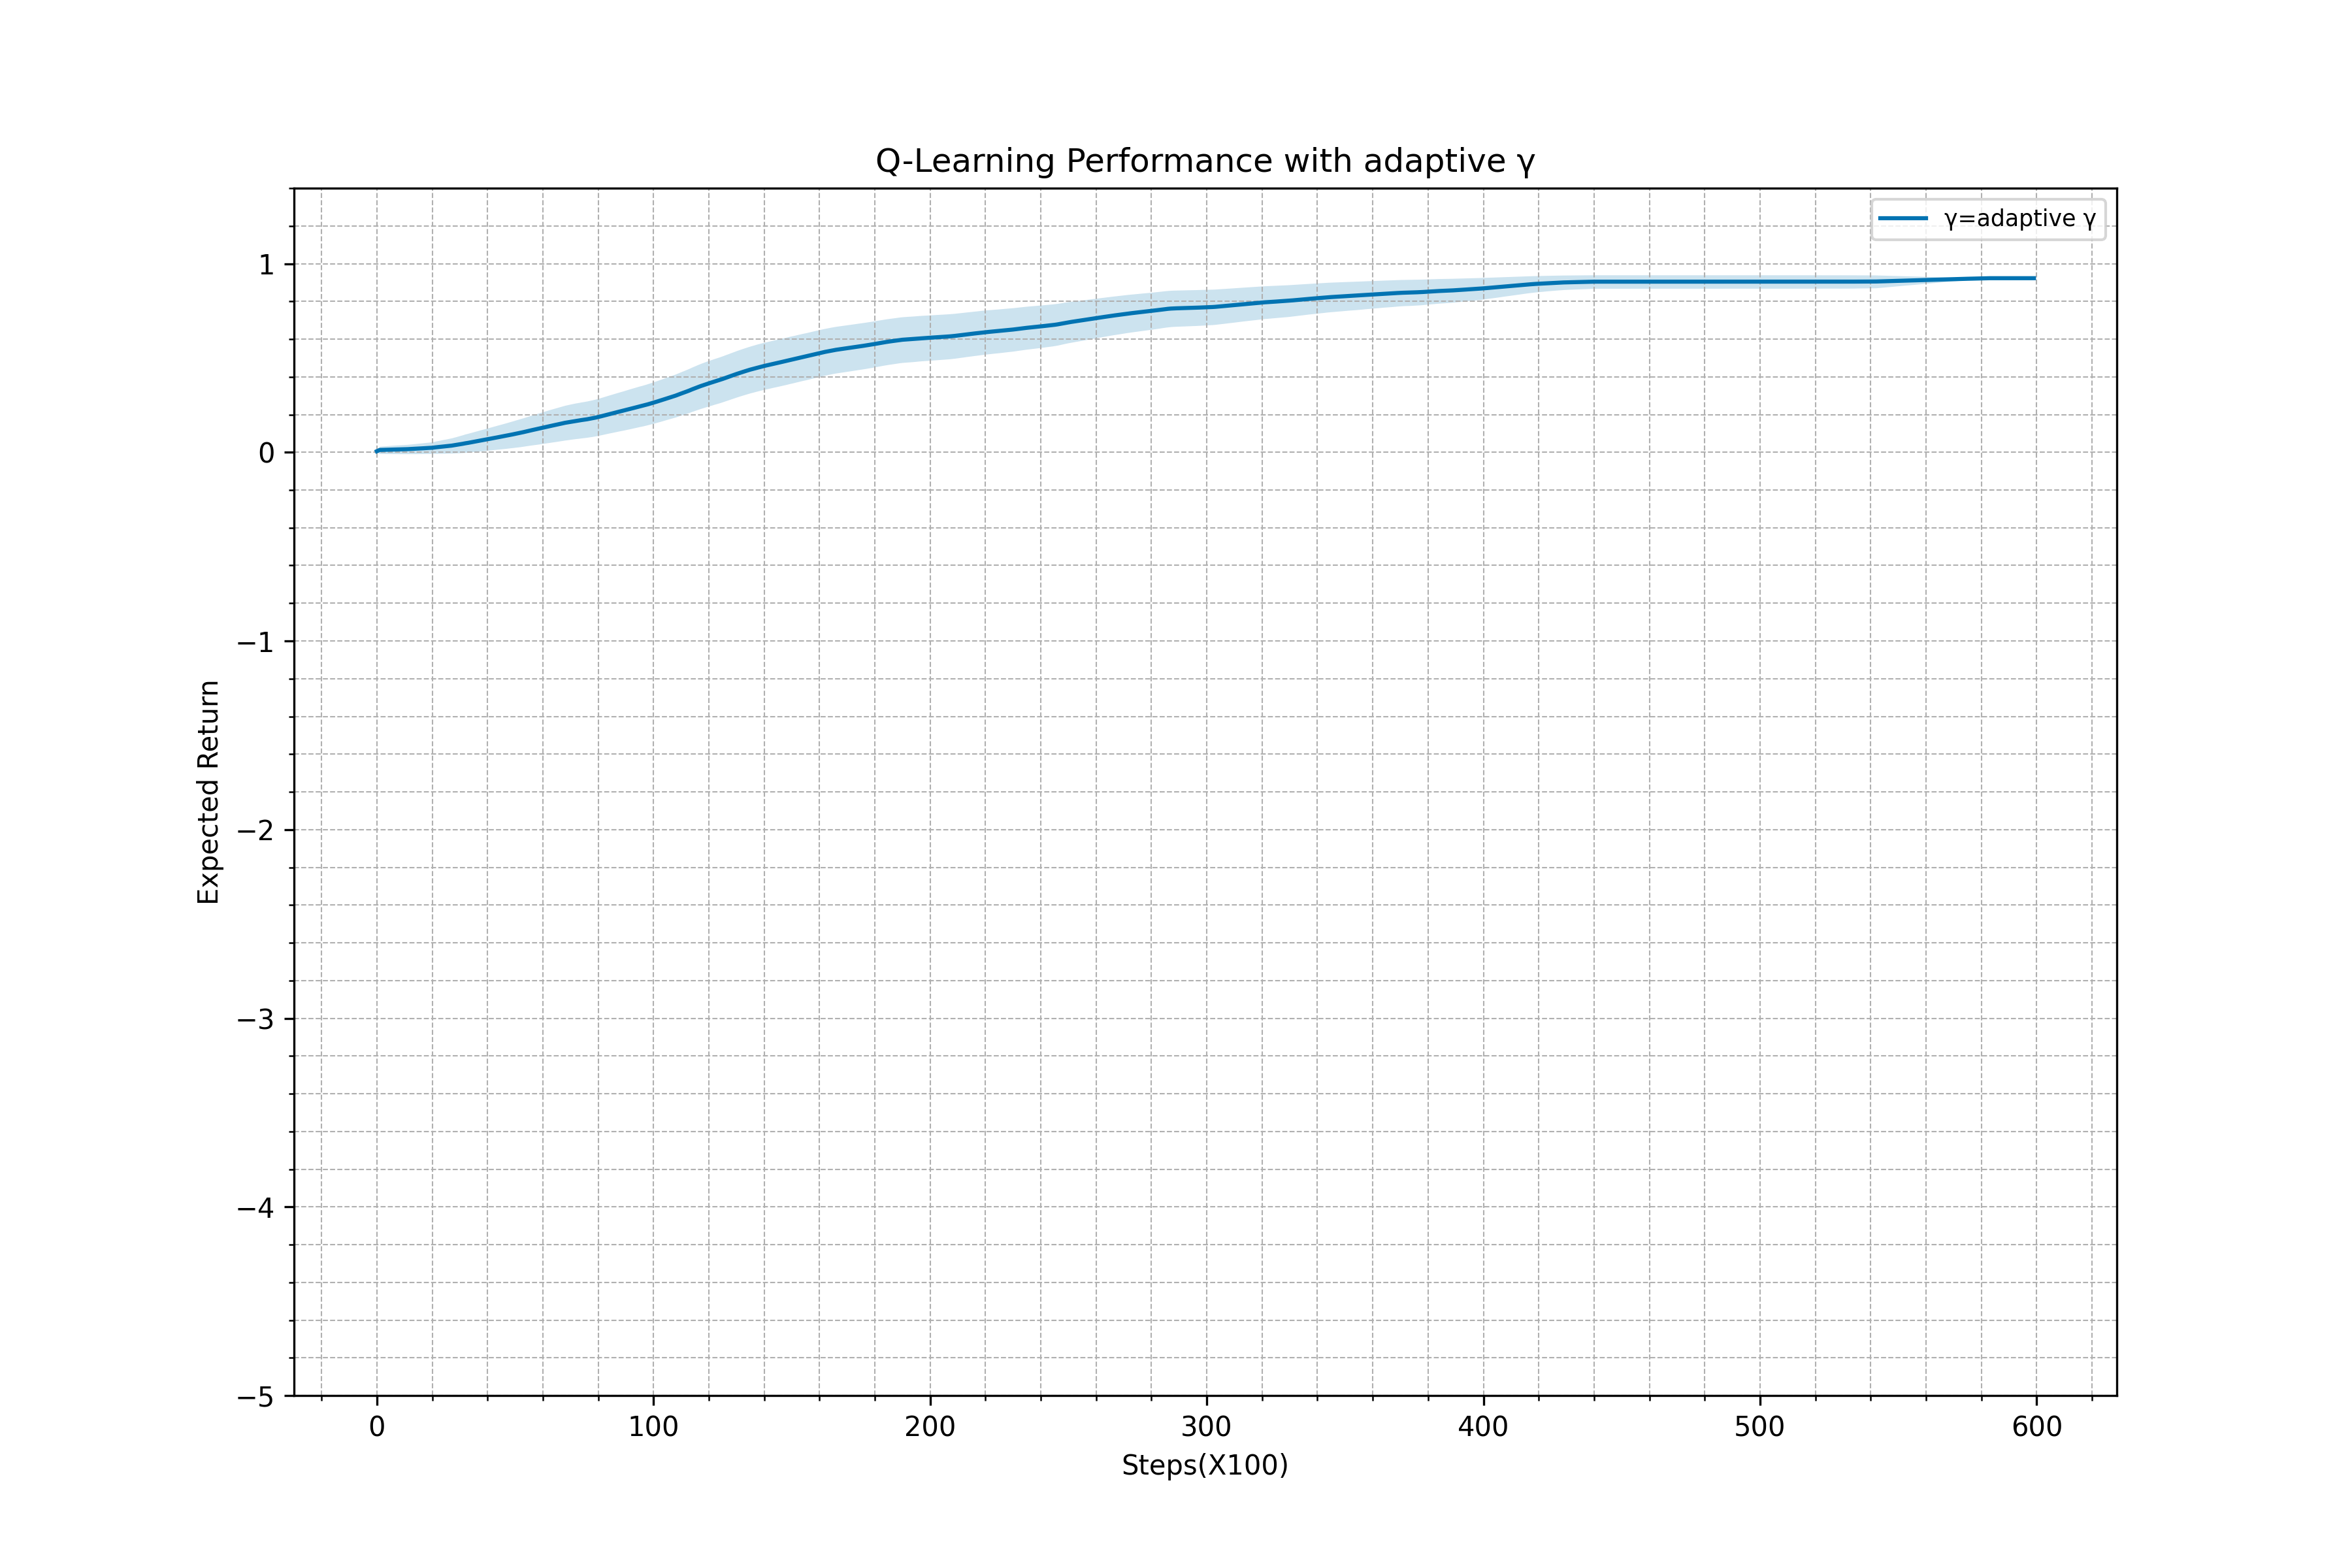 Q-Learning Performance with adaptive γ
γ=adaptive γ
1
0
−1
−2
−3
−4
−5
Expected Return
0 100 200 300 400 500 600
Steps(X100)